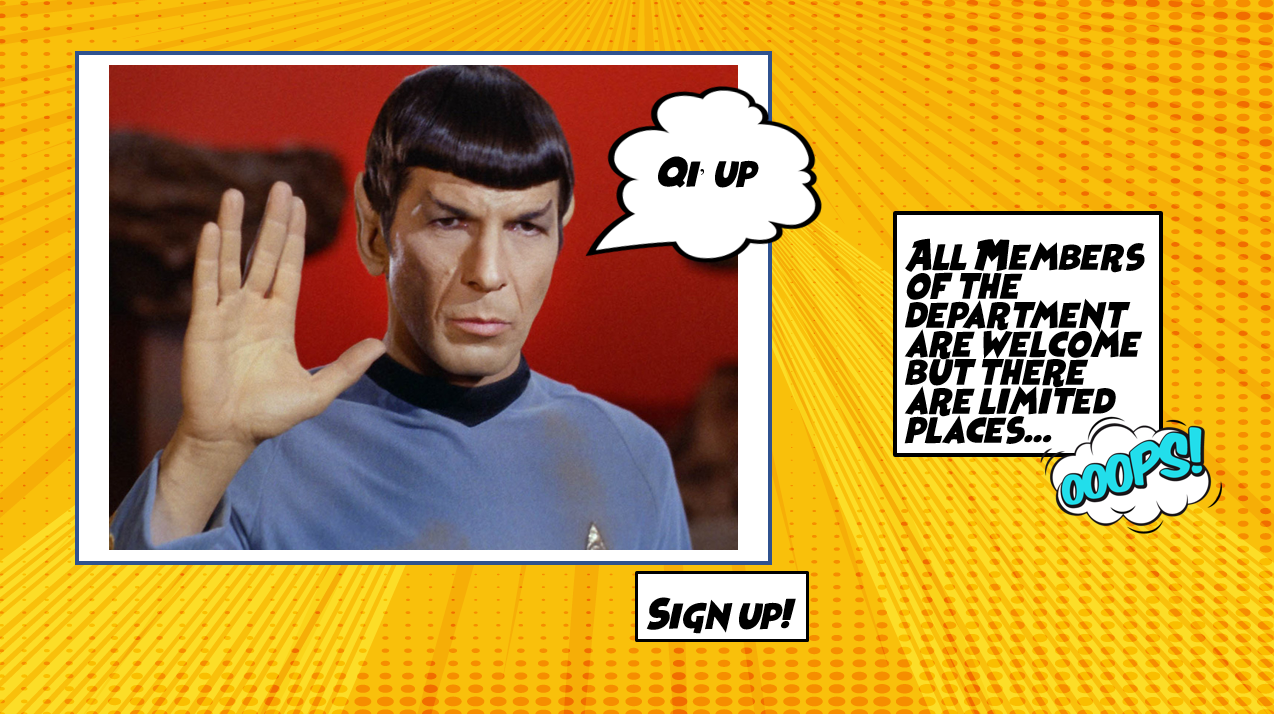 Qi’ up
All Members
of the
department
are welcome
but there
are limited
places...
OOOPS!
Sign up!